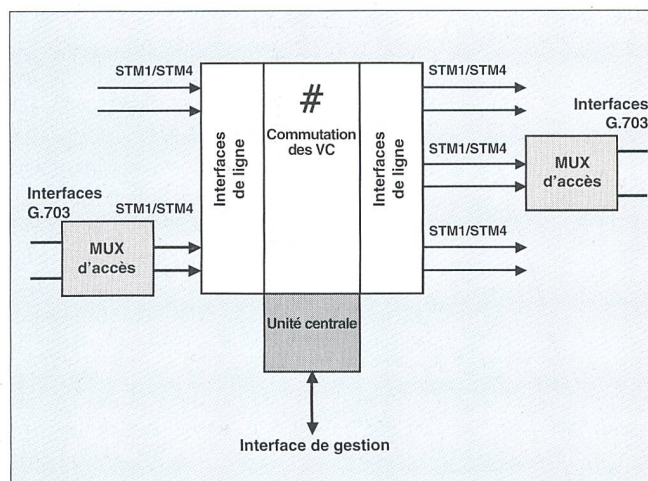 STM1/STM4
Interfaces
de ligne
#
Commutation
des VC
Interfaces
de ligne
STM1/STM4
Interfaces
G.703
STM1/STM4
MUX
d'accès
Interfaces
G.703
STM1/STM4
MUX
d'accès
STM1/STM4
Unité centrale
Interface de gestion